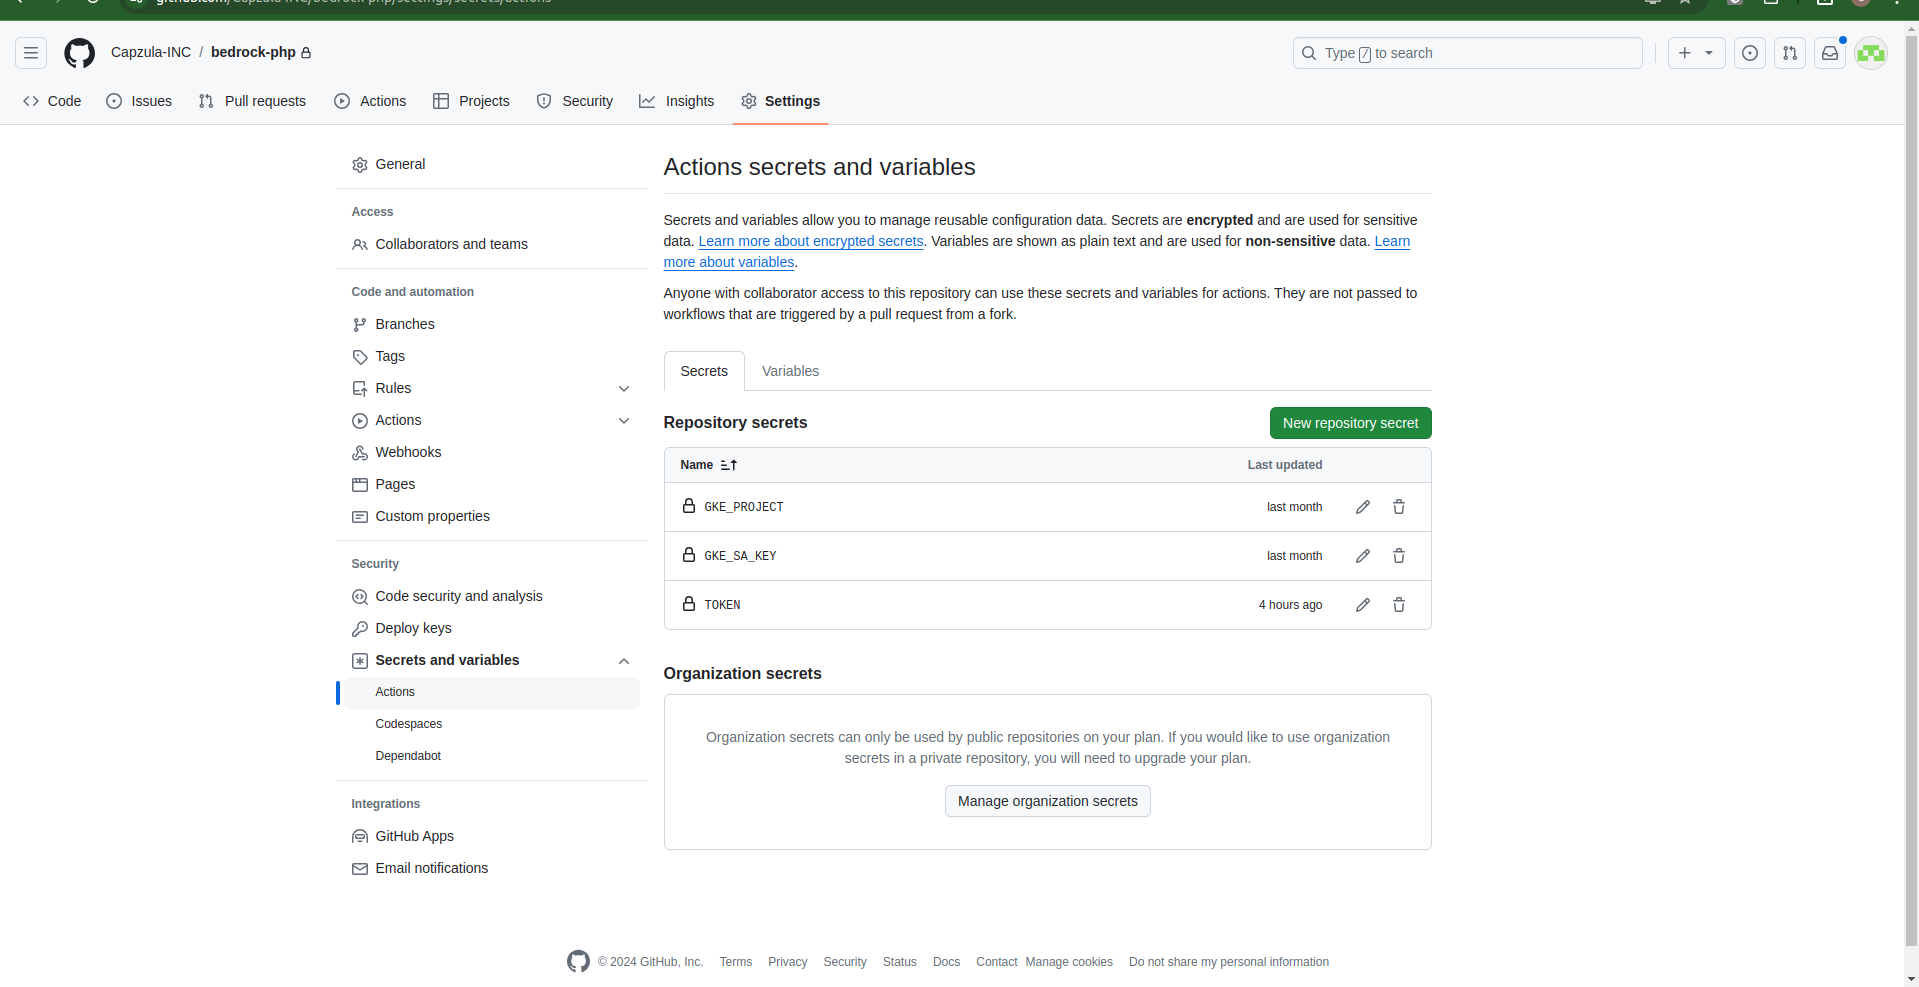 github.com/Capzula-INC/bedrock-php/settings/secrets/actions
Capzula-INC / bedrock-php
Type / to search
Code
Issues
Pull requests
Actions
Projects
Security
Insights
Settings
General
Access
Collaborators and teams
Code and automation
Branches
Tags
Rules
Actions
Webhooks
Pages
Custom properties
Security
Code security and analysis
Deploy keys
Secrets and variables
Actions
Codespaces
Dependabot
Integrations
GitHub Apps
Email notifications
Actions secrets and variables
Secrets and variables allow you to manage reusable configuration data. Secrets are encrypted and are used for sensitive
data. Learn more about encrypted secrets. Variables are shown as plain text and are used for non-sensitive data. Learn
more about variables.
Anyone with collaborator access to this repository can use these secrets and variables for actions. They are not passed to
workflows that are triggered by a pull request from a fork.
Secrets
Variables
Repository secrets
New repository secret
Name
Last updated
GKE_PROJECT
last month
GKE_SA_KEY
last month
TOKEN
4 hours ago
Organization secrets
Organization secrets can only be used by public repositories on your plan. If you would like to use organization
secrets in a private repository, you will need to upgrade your plan.
Manage organization secrets
© 2024 GitHub, Inc.
Terms
Privacy
Security
Status
Docs
Contact
Manage cookies
Do not share my personal information